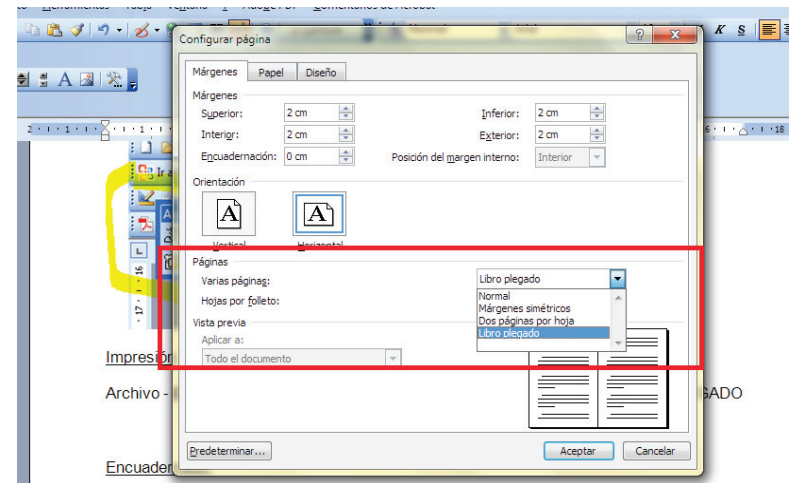 Configurar página
K S
Márgenes Papel Diseño
Márgenes
Superior: 2 cm Inferior: 2 cm
Interior: 2 cm Exterior: 2 cm
Encuadernación: 0 cm Posición del margen interno: Interior
Orientación
A A
Vertical Horizontal
Páginas
Varias páginas: Libro plegado
Hojas por folleto:
Normal
Márgenes simétricos
Dos páginas por hoja
Libro plegado
Vista previa
Aplicar a:
Todo el documento
Impresión
Archivo -
Predeterminar... Aceptar Cancelar